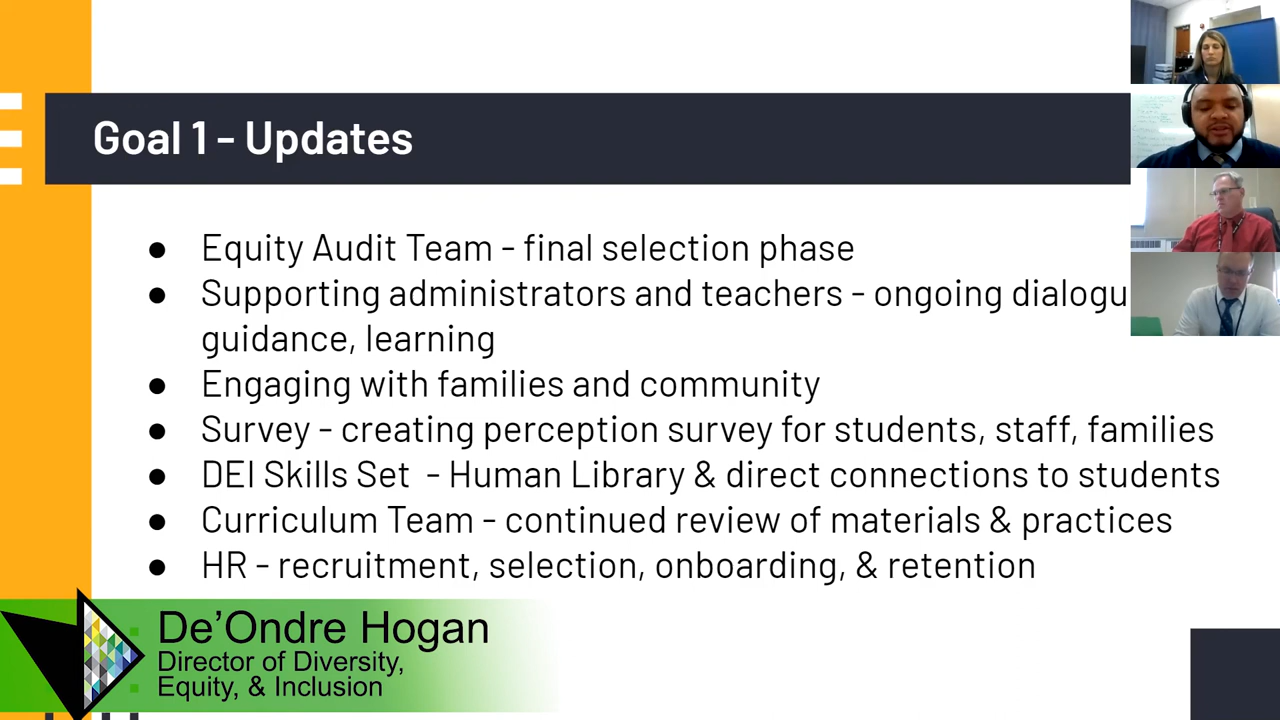 Goal 1 - Updates
● Equity Audit Team - final selection phase
● Supporting administrators and teachers - ongoing dialogu
guidance, learning
● Engaging with families and community
● Survey - creating perception survey for students, staff, families
● DEI Skills Set - Human Library & direct connections to students
● Curriculum Team - continued review of materials & practices
● HR - recruitment, selection, onboarding, & retention
De’Ondre Hogan
Director of Diversity,
Equity, & Inclusion